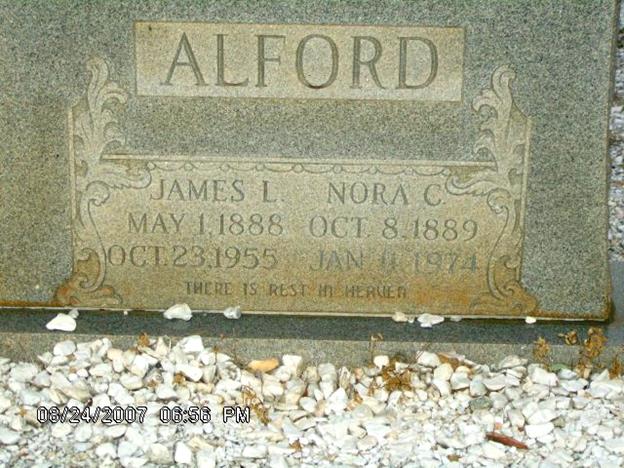 ALFORD
JAMES L. NORA C.
MAY 1, 1888 OCT. 8, 1889
OCT. 23, 1955 JAN 11 1974
THERE IS REST IN HEAVEN
08/24/2007 06:56 PM